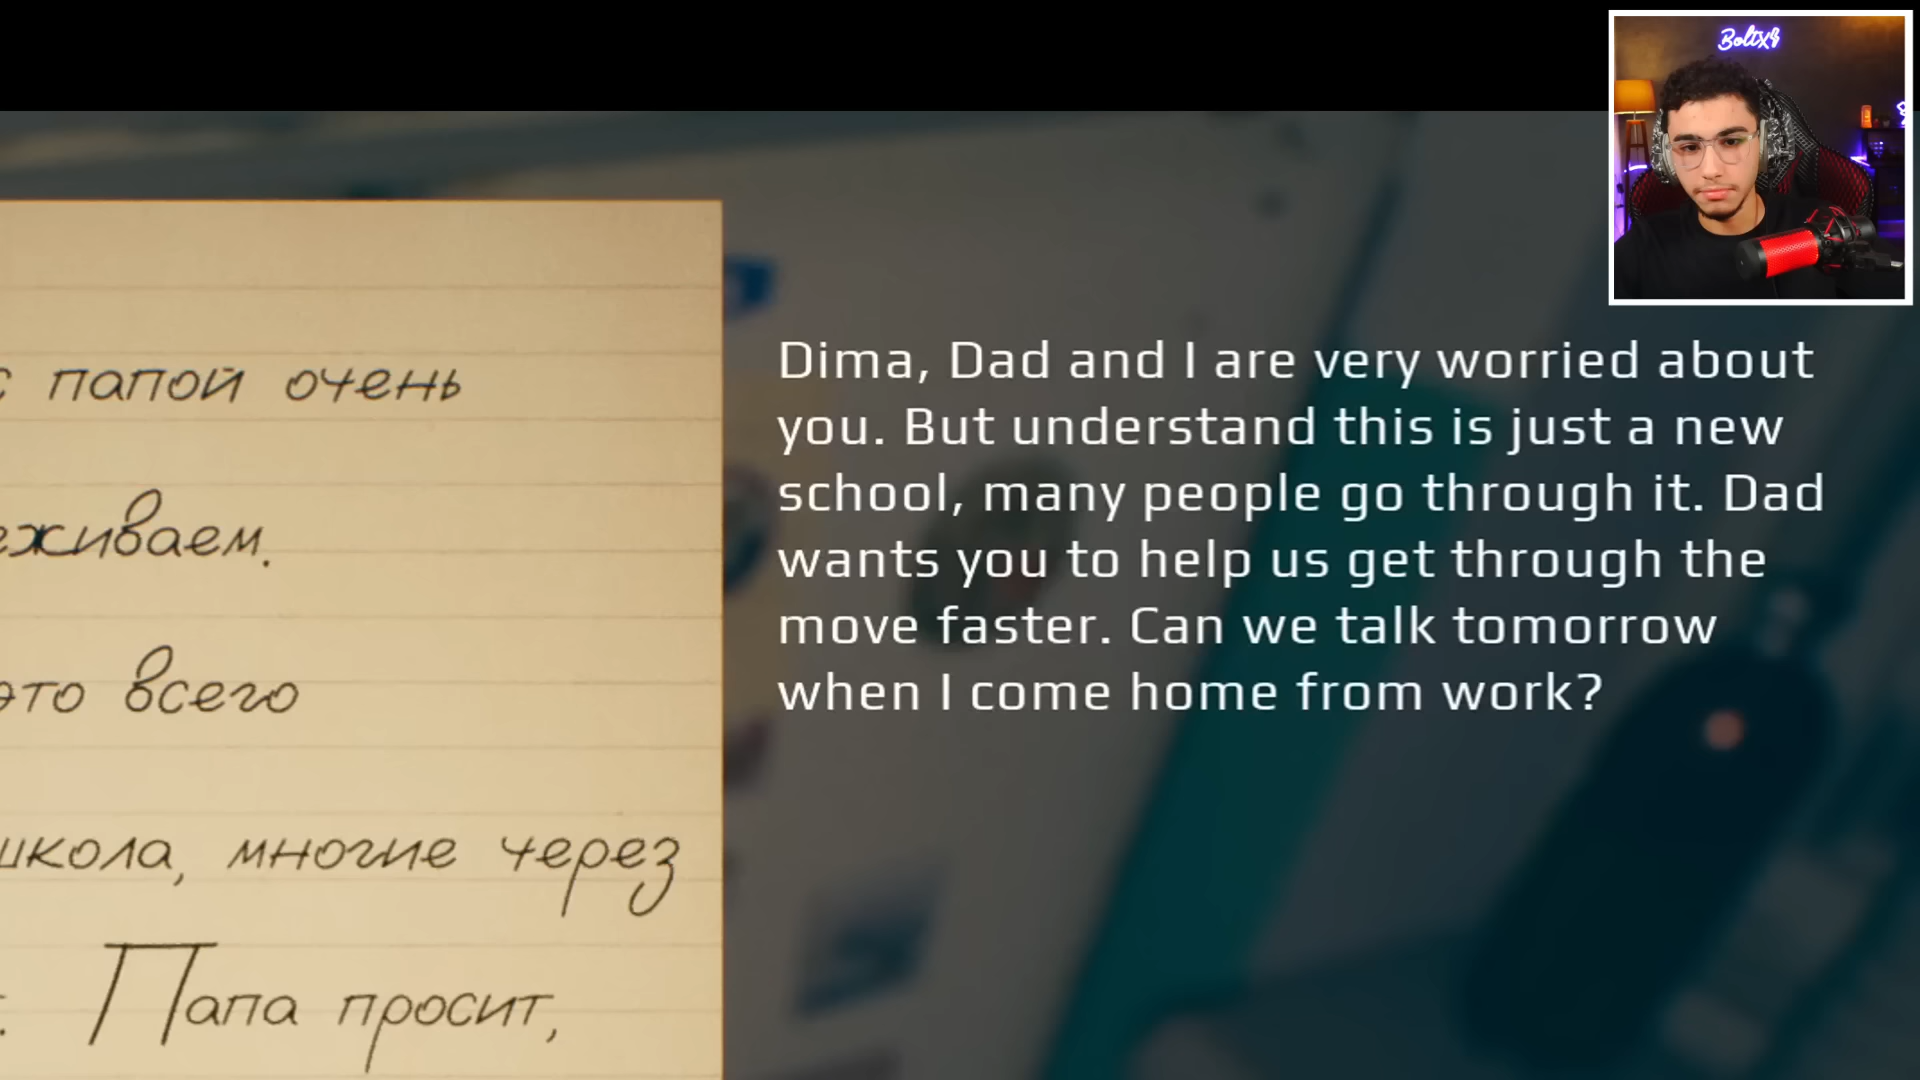 Boltx4
папой очень
это всего
многие через
Папа просит,
Dima, Dad and I are very worried about
you. But understand this is just a new
school, many people go through it. Dad
wants you to help us get through the
move faster. Can we talk tomorrow
when I come home from work?